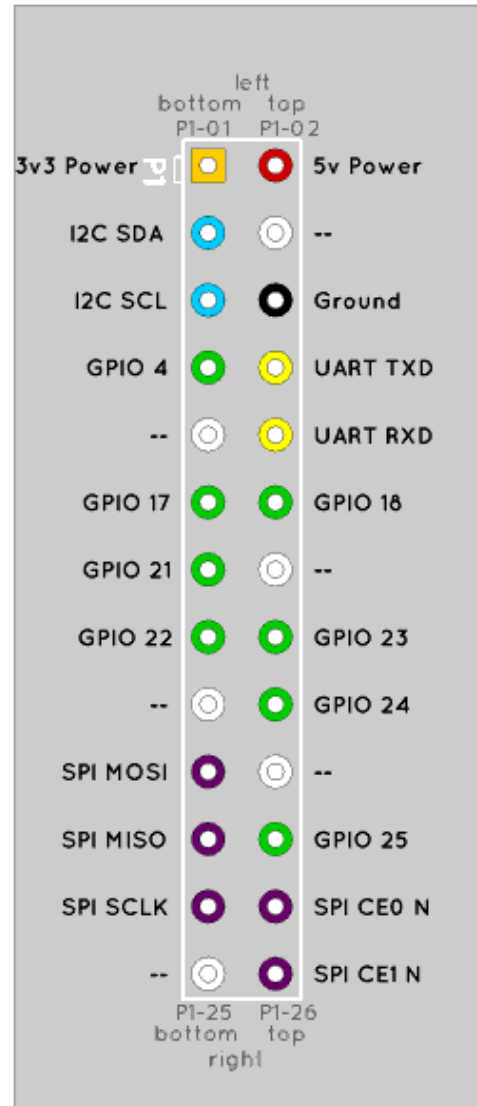 left
bottom top
P1-01 P1-02
3v3 Power P1 5v Power
I2C SDA --
I2C SCL Ground
GPIO 4 UART TXD
-- UART RXD
GPIO 17 GPIO 18
GPIO 21 --
GPIO 22 GPIO 23
-- GPIO 24
SPI MOSI --
SPI MISO GPIO 25
SPI SCLK SPI CE0 N
-- SPI CE1 N
P1-25 P1-26
bottom top
right